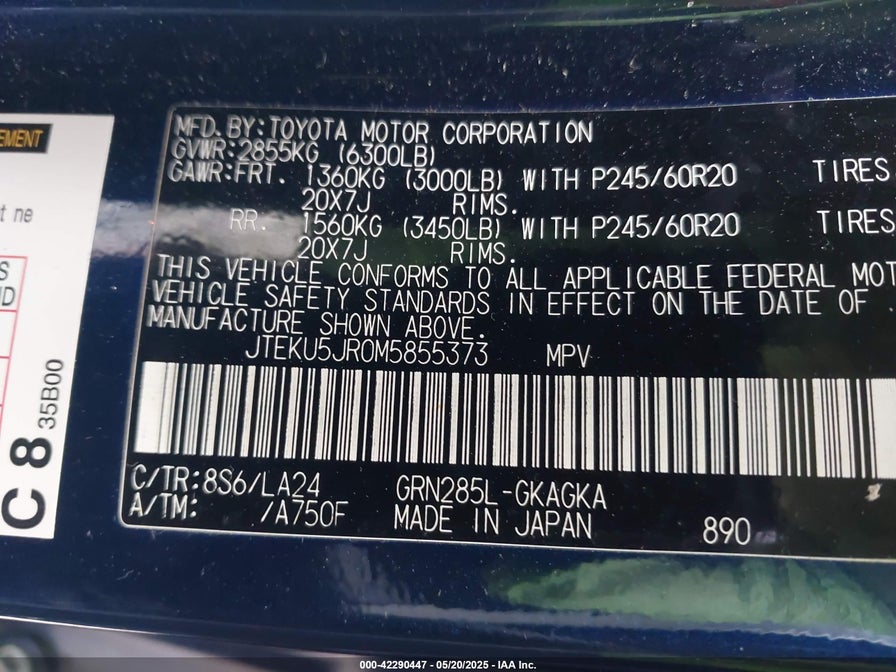 EMENT
t ne
S
ND
C 8
35B00
MFD.BY:TOYOTA MOTOR CORPORATION
GVWR:2855KG (6300LB)
GAWR:FRT. 1360KG (3000LB) WITH P245/60R20 TIRES
20X7J RIMS.
RR. 1560KG (3450LB) WITH P245/60R20 TIRES
20X7J RIMS.
THIS VEHICLE CONFORMS TO ALL APPLICABLE FEDERAL MOT
VEHICLE SAFETY STANDARDS IN EFFECT ON THE DATE OF
MANUFACTURE SHOWN ABOVE.
JTEKU5JR0M5855373 MPV
C/TR:8S6/LA24 GRN285L-GKAGKA
A/TM: /A750F MADE IN JAPAN 890
000-42290447 - 05/20/2025 - IAA Inc.